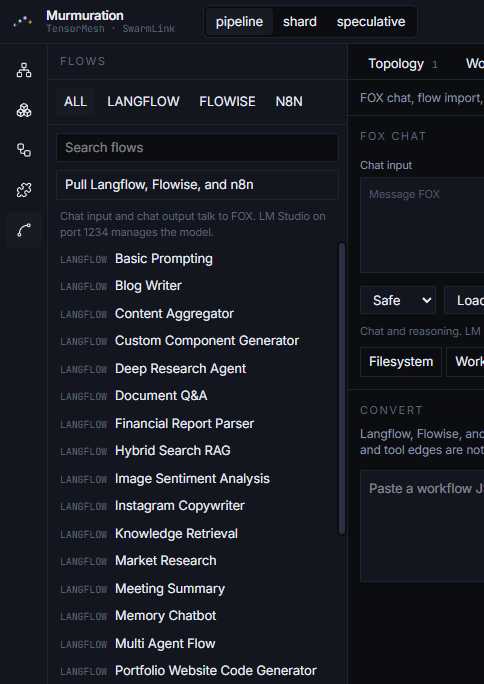 Murmuration
TensorMesh · SwarmLink
pipeline shard speculative
FLOWS
ALL LANGFLOW FLOWISE N8N
Search flows
Pull Langflow, Flowise, and n8n
Chat input and chat output talk to FOX. LM Studio on
port 1234 manages the model.
LANGFLOW Basic Prompting
LANGFLOW Blog Writer
LANGFLOW Content Aggregator
LANGFLOW Custom Component Generator
LANGFLOW Deep Research Agent
LANGFLOW Document Q&A
LANGFLOW Financial Report Parser
LANGFLOW Hybrid Search RAG
LANGFLOW Image Sentiment Analysis
LANGFLOW Instagram Copywriter
LANGFLOW Knowledge Retrieval
LANGFLOW Market Research
LANGFLOW Meeting Summary
LANGFLOW Memory Chatbot
LANGFLOW Multi Agent Flow
LANGFLOW Portfolio Website Code Generator
Topology 1 Wo
FOX chat, flow import,
FOX CHAT
Chat input
Message FOX
Safe Load
Chat and reasoning. LM
Filesystem Work
CONVERT
Langflow, Flowise, and
and tool edges are not
Paste a workflow J